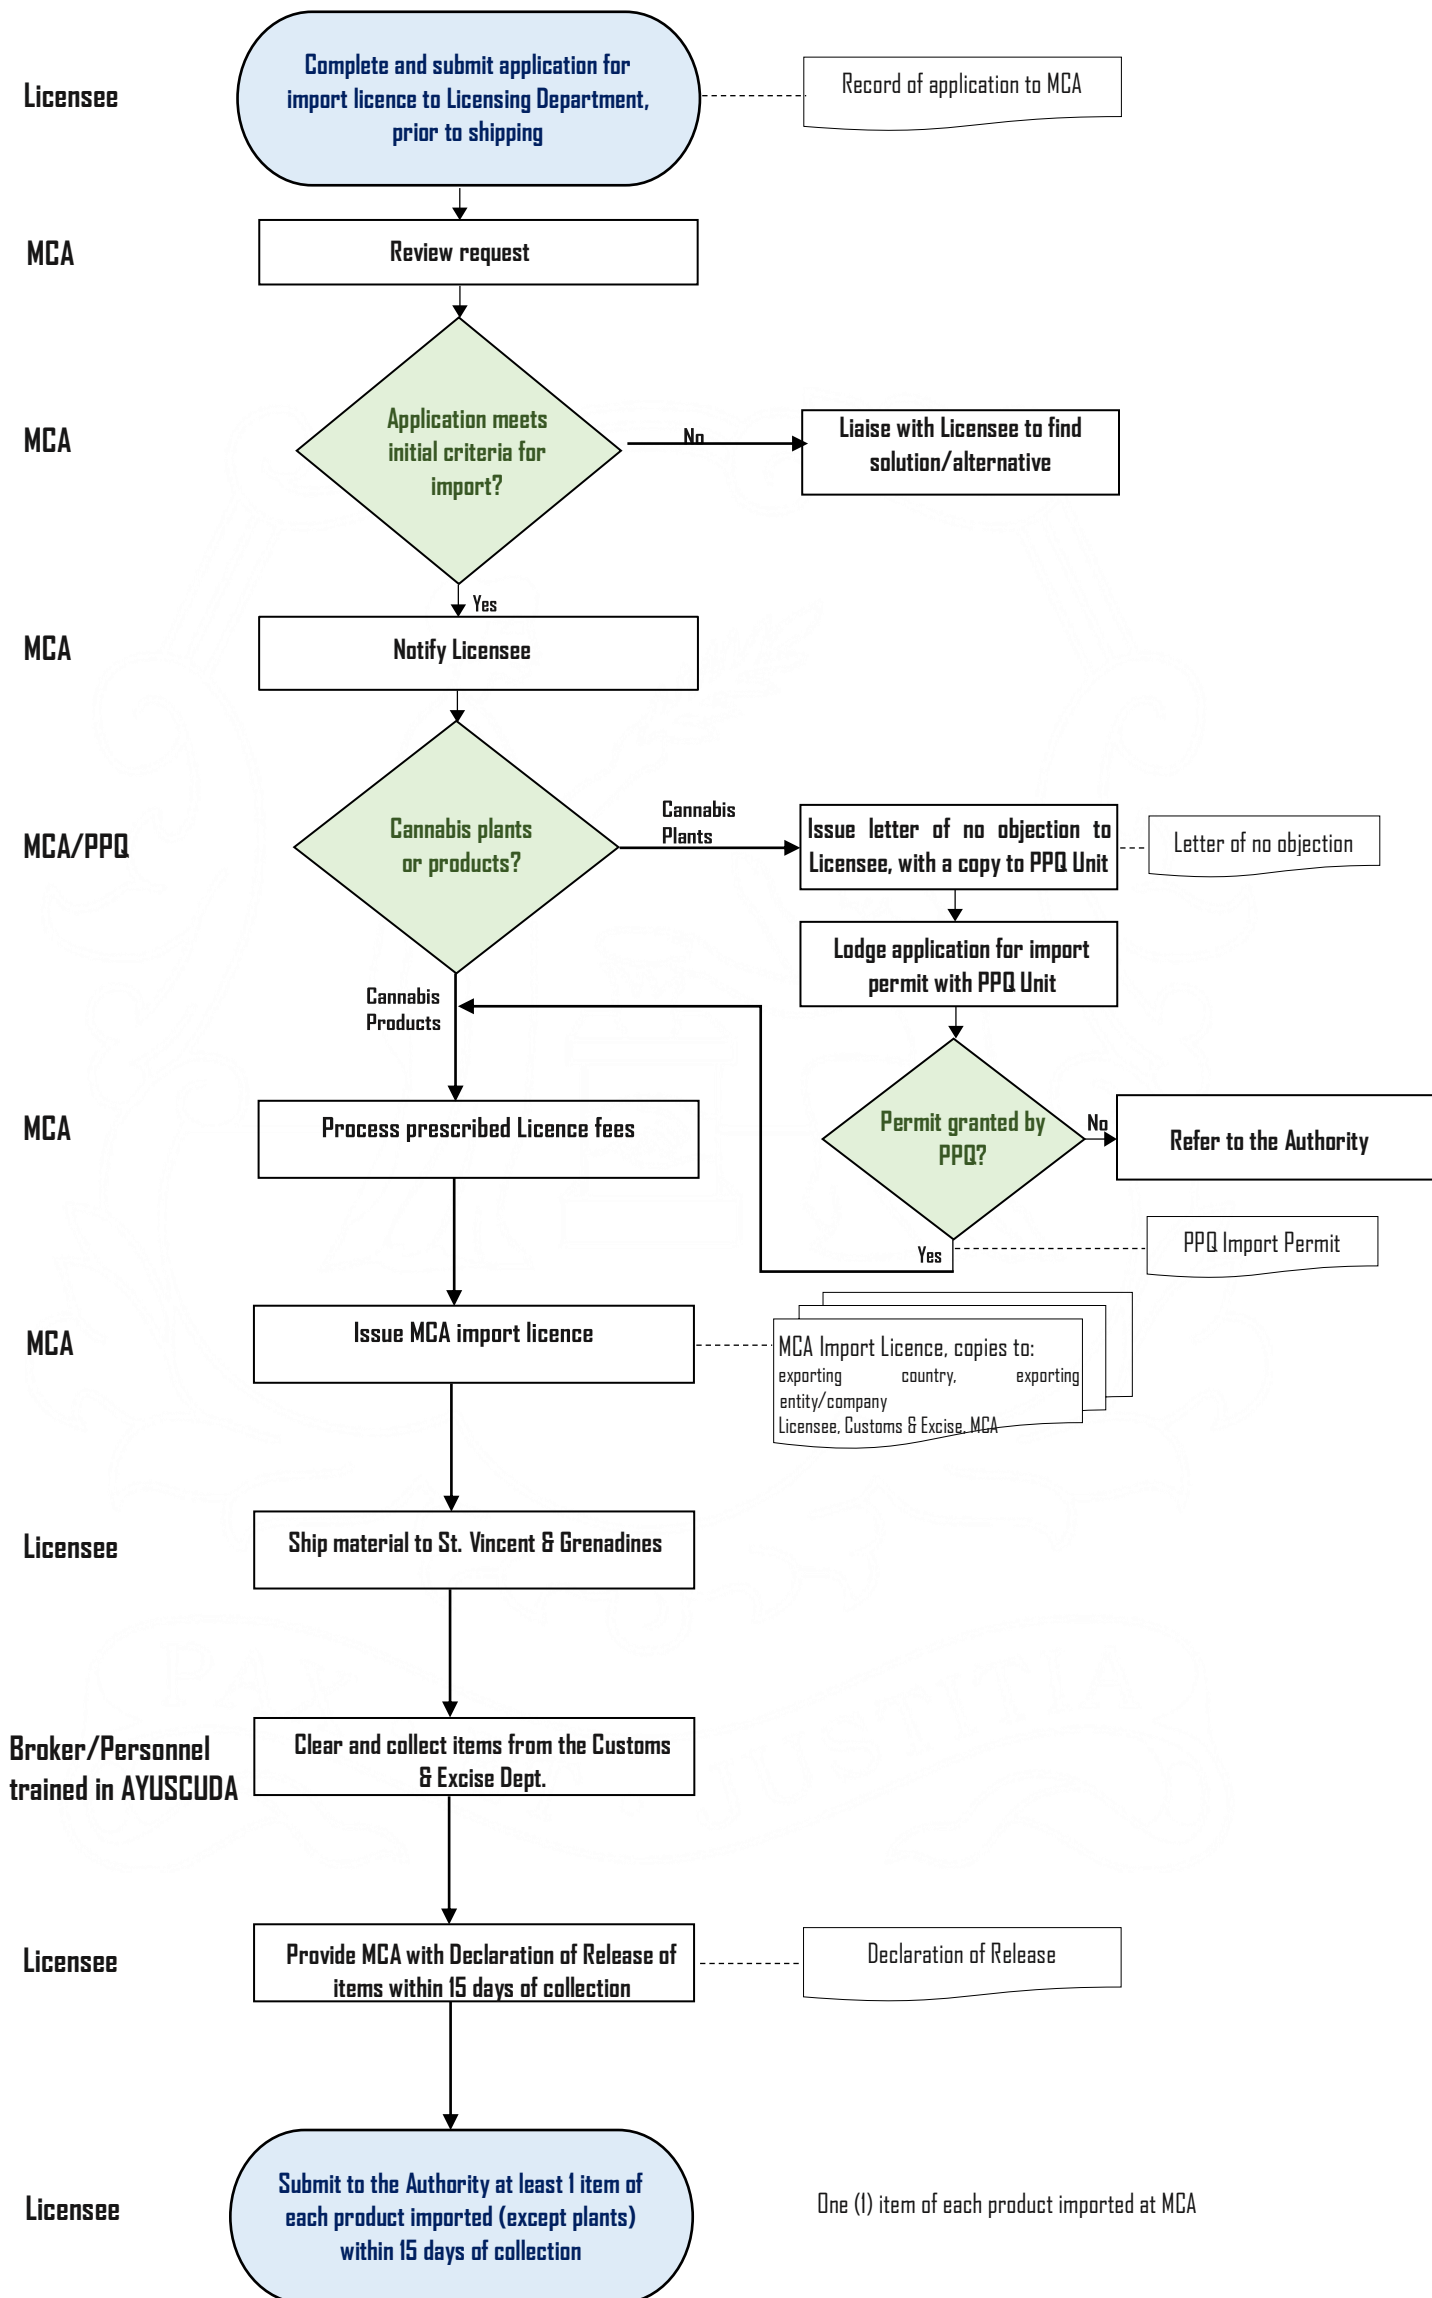 Licensee
Complete and submit application for
import licence to Licensing Department,
prior to shipping
Record of application to MCA
MCA
Review request
MCA
Application meets
initial criteria for
import?
No
Liaise with Licensee to find
solution/alternative
Yes
MCA
Notify Licensee
MCA/PPQ
Cannabis plants
or products?
Cannabis
Plants
Issue letter of no objection to
Licensee, with a copy to PPQ Unit
Letter of no objection
Lodge application for import
permit with PPQ Unit
Cannabis
Products
MCA
Process prescribed Licence fees
Permit granted by
PPQ?
No
Refer to the Authority
Yes
PPQ Import Permit
MCA
Issue MCA import licence
MCA Import Licence, copies to:
exporting country, exporting
entity/company
Licensee, Customs & Excise, MCA
Licensee
Ship material to St. Vincent & Grenadines
Broker/Personnel
trained in AYUSCUDA
Clear and collect items from the Customs
& Excise Dept.
PAX
JUSTITIA
Licensee
Provide MCA with Declaration of Release of
items within 15 days of collection
Declaration of Release
Licensee
Submit to the Authority at least 1 item of
each product imported (except plants)
within 15 days of collection
One (1) item of each product imported at MCA